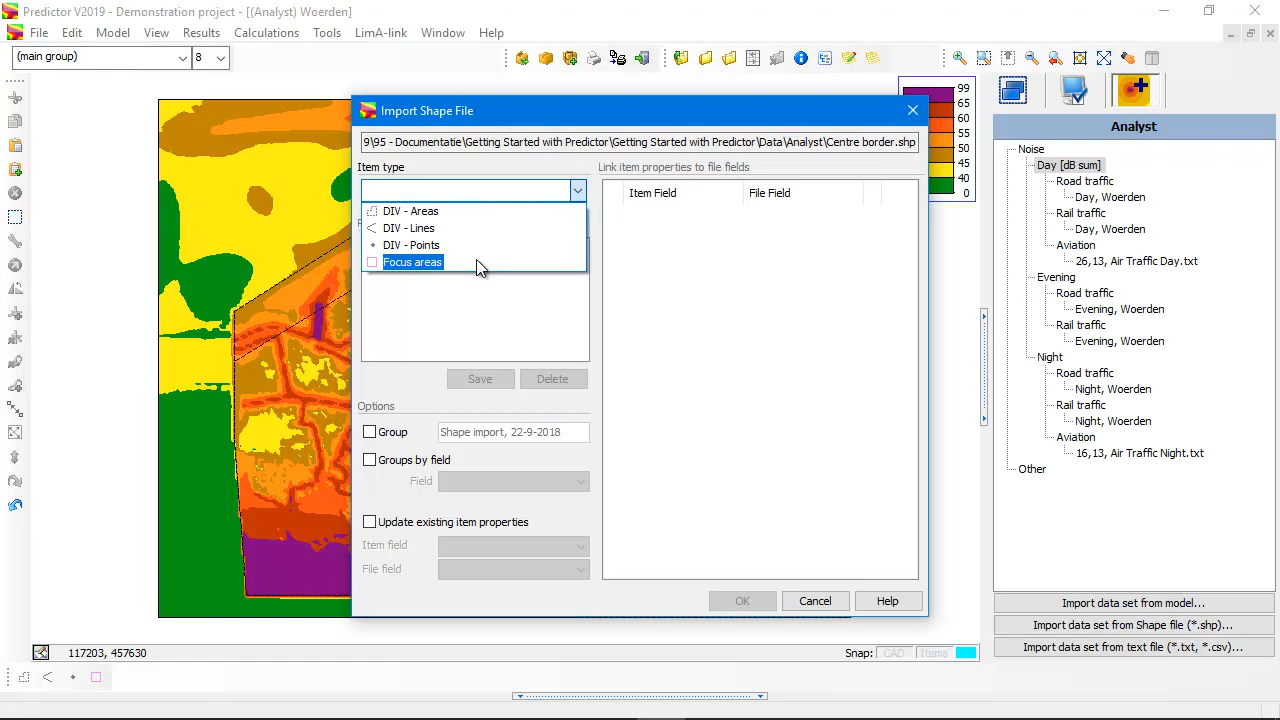 Predictor V2019 - Demonstration project - [(Analyst) Woerden]
File Edit Model View Results Calculations Tools LimA-link Window Help
(main group) 8
99
65
60
55
50
45
40
0
Import Shape File
9\95 - Documentatie\Getting Started with Predictor\Getting Started with Predictor\Data\Analyst\Centre border.shp
Item type
DIV - Areas
DIV - Lines
DIV - Points
Focus areas
Save Delete
Options
Group Shape import, 22-9-2018
Groups by field
Field
Update existing item properties
Item field
File field
Link item properties to file fields
Item Field File Field
OK Cancel Help
Analyst
Noise
Day [dB sum]
Road traffic
Day, Woerden
Rail traffic
Day, Woerden
Aviation
26,13, Air Traffic Day.txt
Evening
Road traffic
Evening, Woerden
Rail traffic
Evening, Woerden
Night
Road traffic
Night, Woerden
Rail traffic
Night, Woerden
Aviation
16,13, Air Traffic Night.txt
Other
Import data set from model...
Import data set from Shape file (*.shp)...
Import data set from text file (*.txt, *.csv)...
117203, 457630 Snap: CAD Items